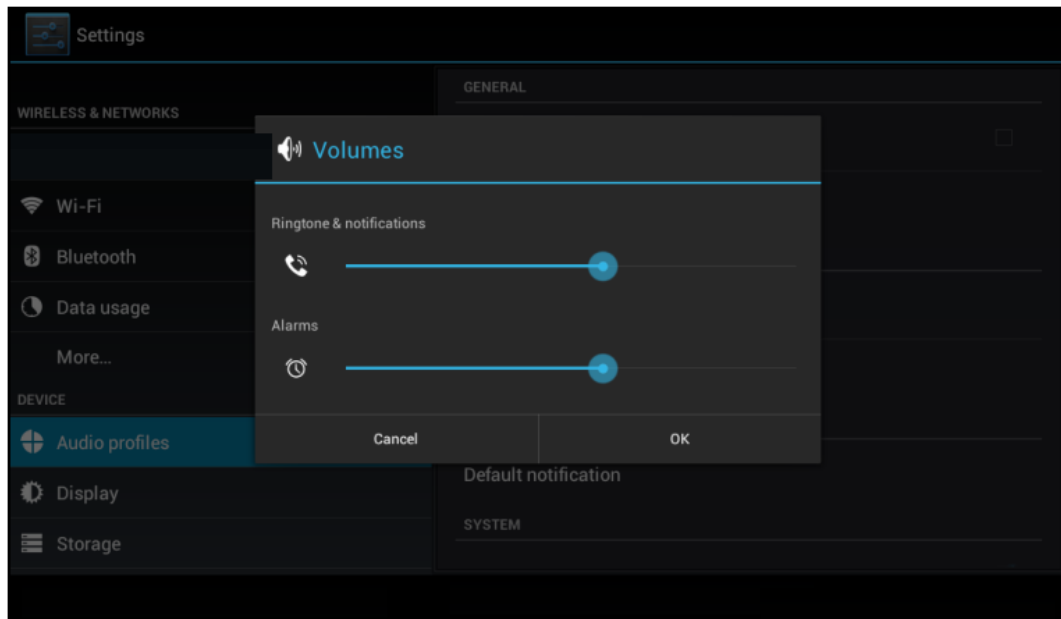 Settings
WIRELESS & NETWORKS
Wi-Fi
Bluetooth
Data usage
More...
DEVICE
Audio profiles
Display
Storage
GENERAL
Volumes
Ringtone & notifications
Alarms
Cancel
OK
Default notification
SYSTEM